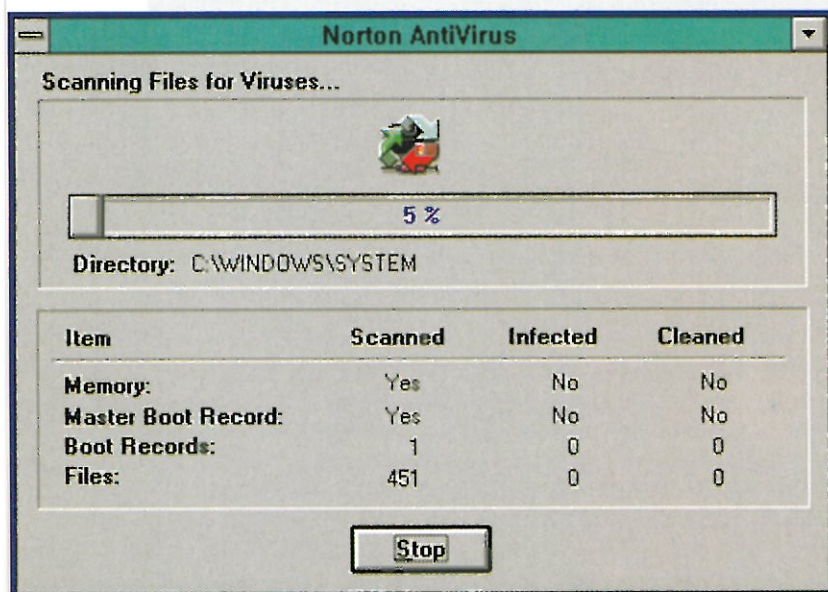 Norton AntiVirus
Scanning Files for Viruses...
5 %
Directory: C:\WINDOWS\SYSTEM
Item Scanned Infected Cleaned
Memory: Yes No No
Master Boot Record: Yes No No
Boot Records: 1 0 0
Files: 451 0 0
Stop